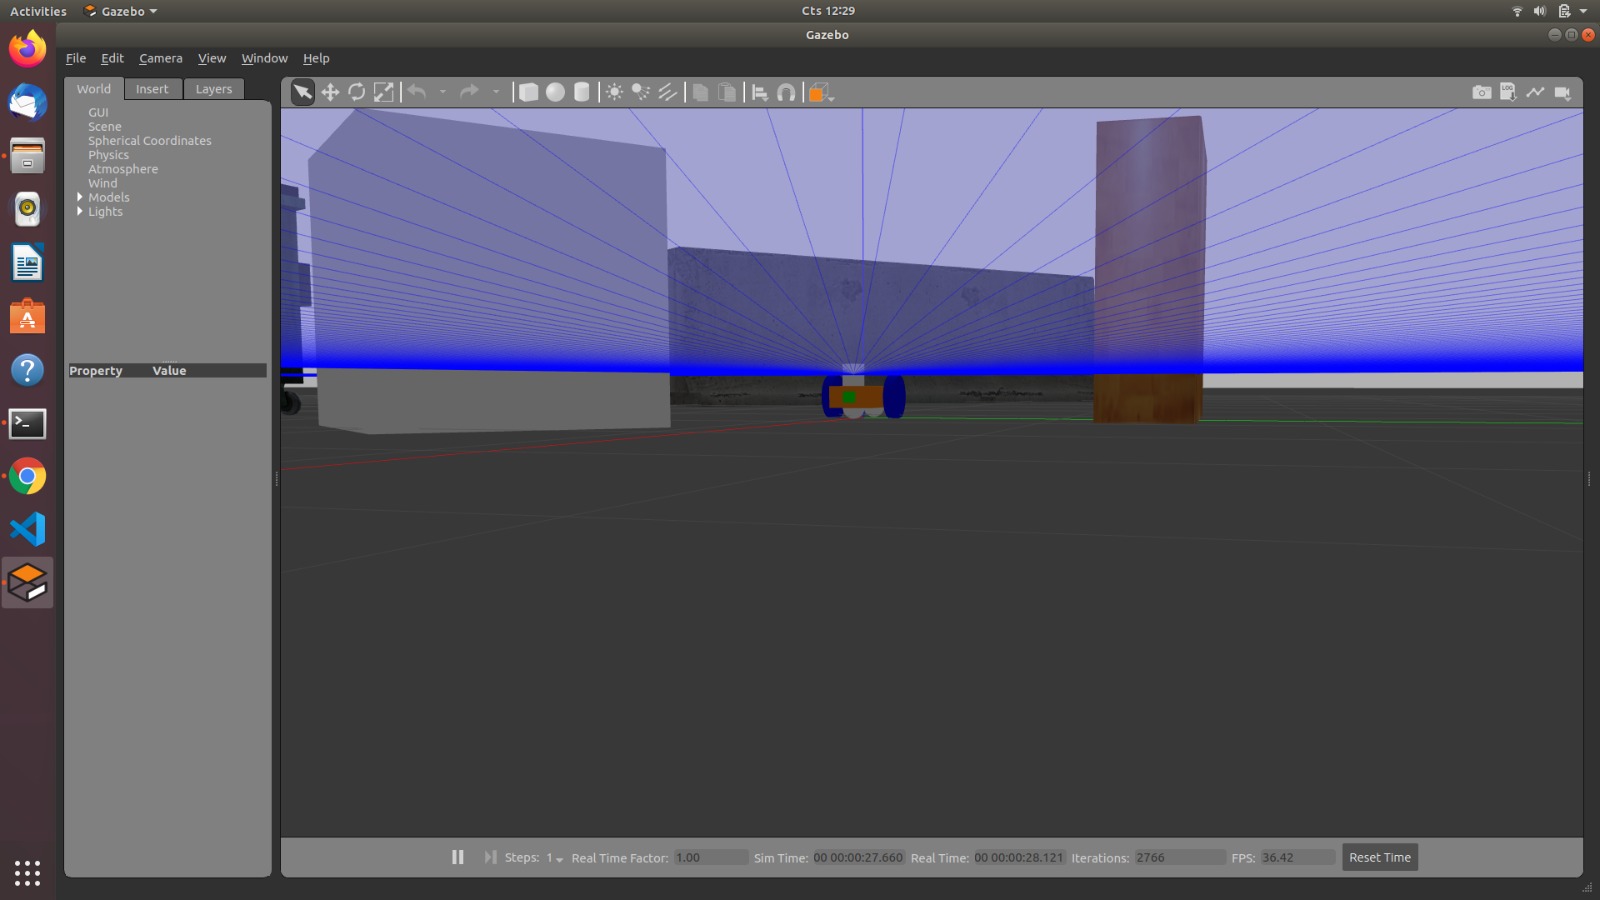 Activities Gazebo Cts 12:29
Gazebo
File Edit Camera View Window Help
World Insert Layers
GUI
Scene
Spherical Coordinates
Physics
Atmosphere
Wind
Models
Lights
Property Value
LOG
Steps: 1 Real Time Factor: 1.00 Sim Time: 00 00:00:27.660 Real Time: 00 00:00:28.121 Iterations: 2766 FPS: 36.42 Reset Time